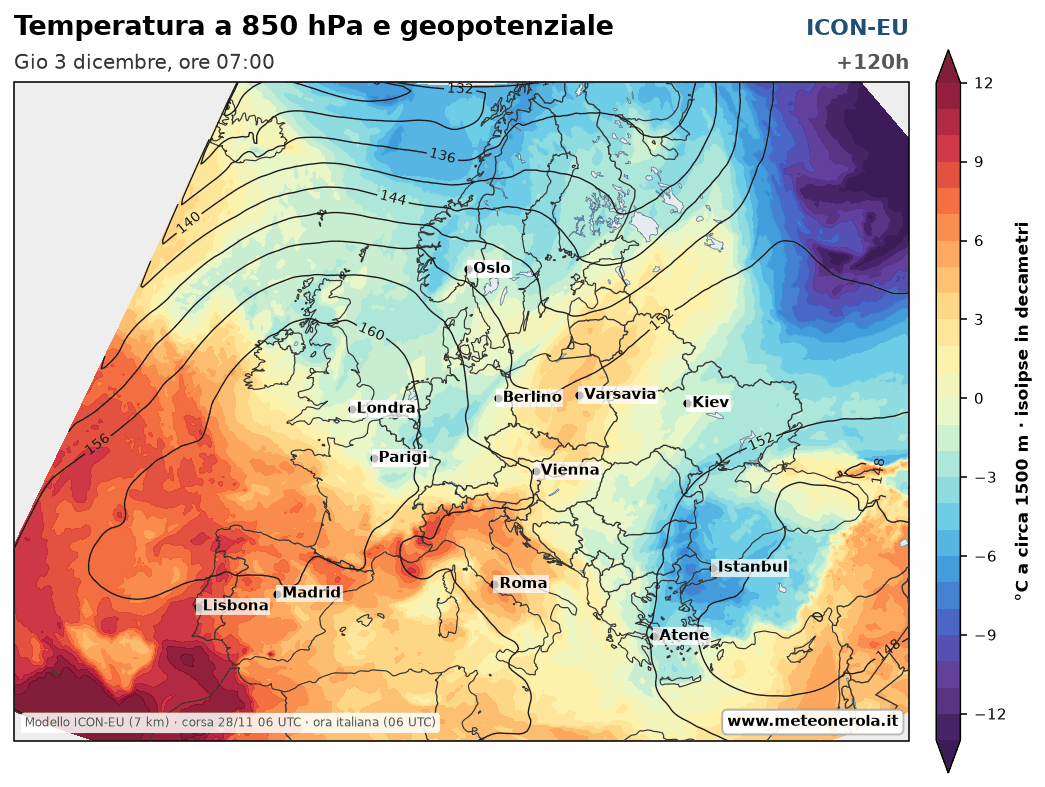 Temperatura a 850 hPa e geopotenziale
ICON-EU
Gio 3 dicembre, ore 07:00
+120h
132
136
144
140
Oslo
160
152
Berlino
Varsavia
Londra
Kiev
156
152
Parigi
Vienna
148
Istanbul
Roma
Madrid
Lisbona
Atene
148
Modello ICON-EU (7 km) · corsa 28/11 06 UTC · ora italiana (06 UTC)
www.meteonerola.it
12
9
6
3
0
−3
−6
−9
−12
°C a circa 1500 m · isoipse in decametri